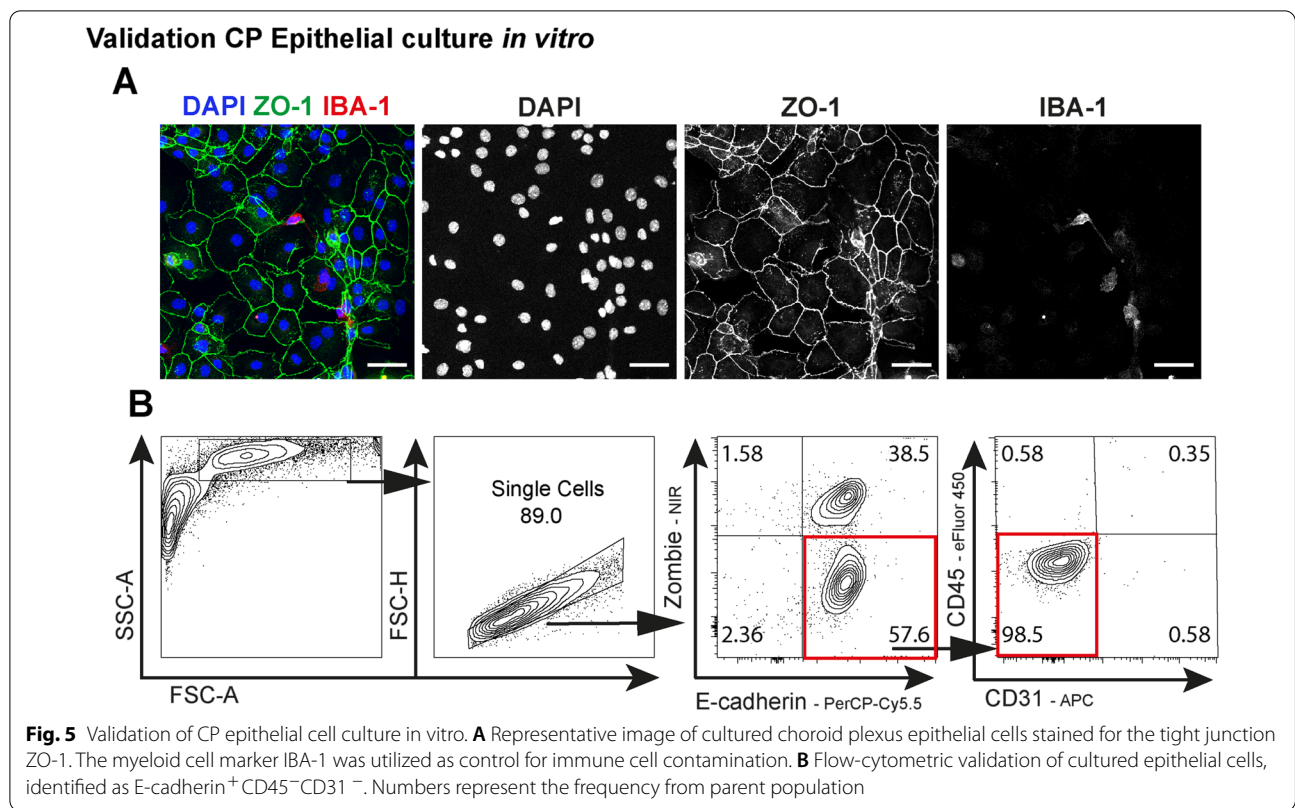 Validation CP Epithelial culture in vitro
A
DAPI ZO-1 IBA-1
DAPI
ZO-1
IBA-1
B
SSC-A
FSC-A
FSC-H
Single Cells
89.0
Zombie - NIR
1.58
38.5
2.36
57.6
E-cadherin - PerCP-Cy5.5
CD45 - eFluor 450
0.58
0.35
98.5
0.58
CD31 - APC
Fig. 5 Validation of CP epithelial cell culture in vitro. A Representative image of cultured choroid plexus epithelial cells stained for the tight junction
ZO-1. The myeloid cell marker IBA-1 was utilized as control for immune cell contamination. B Flow-cytometric validation of cultured epithelial cells,
identified as E-cadherin⁺ CD45⁻CD31 ⁻. Numbers represent the frequency from parent population